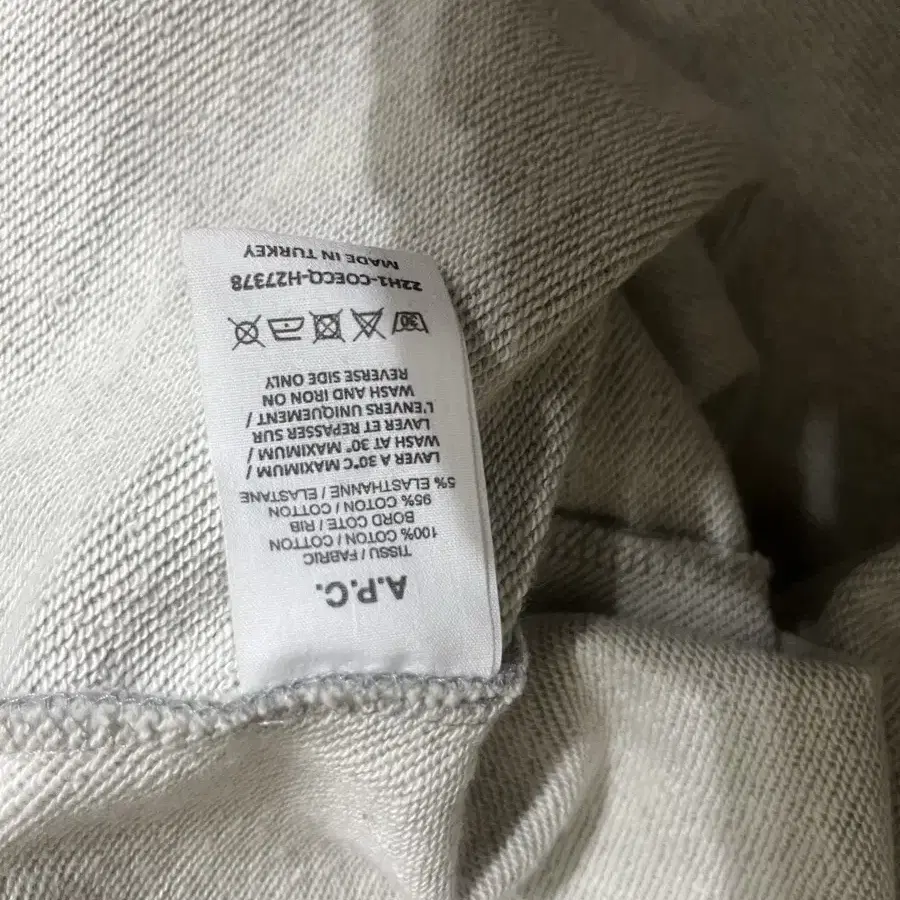 A.P.C.
TISSU / FABRIC
100% COTON / COTTON
BORD COTE / RIB
95% COTON / COTTON
5% ELASTHANNE / ELASTANE
LAVER A 30°C MAXIMUM /
WASH AT 30° MAXIMUM /
LAVER ET REPASSER SUR
L'ENVERS UNIQUEMENT /
WASH AND IRON ON
REVERSE SIDE ONLY
30
22H1-COECQ-H27378
MADE IN TURKEY